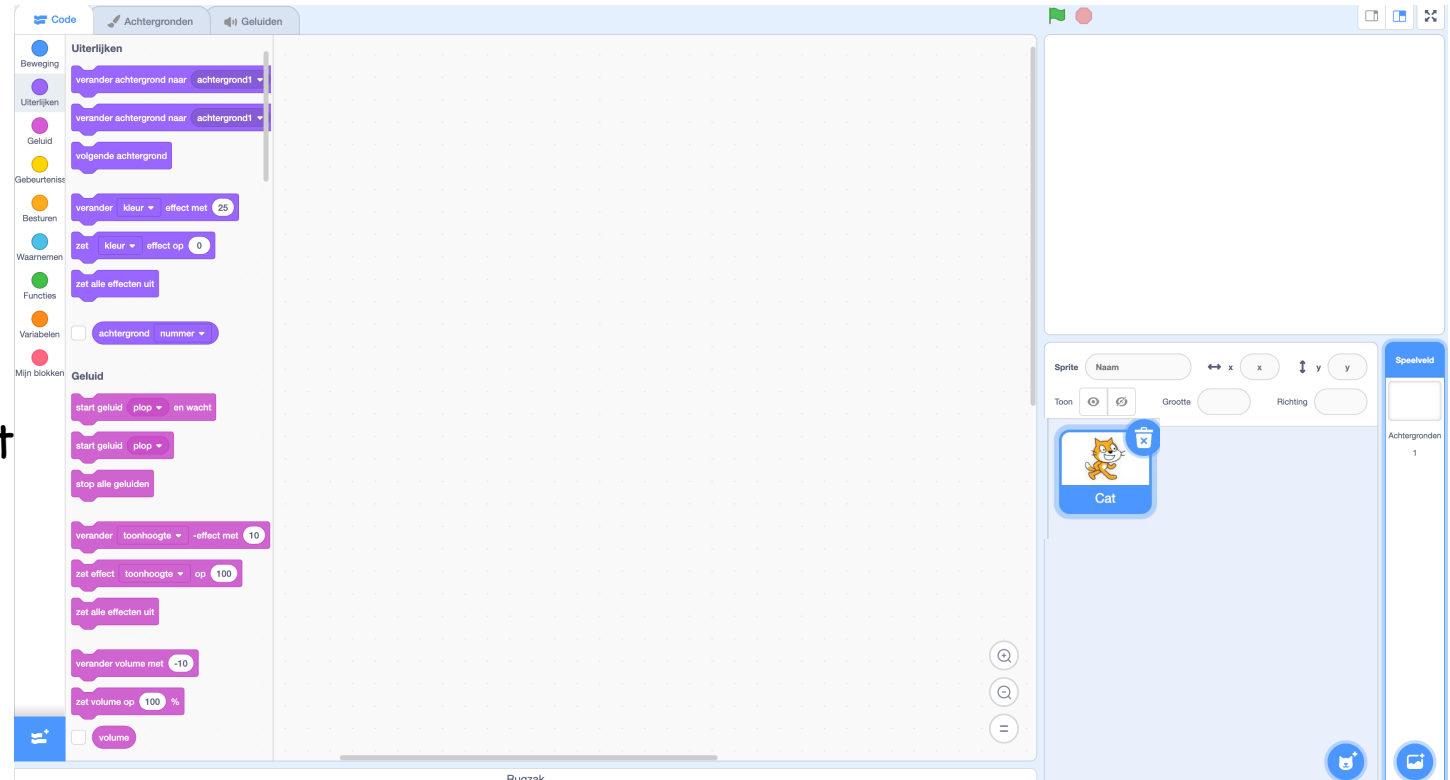 Code
Achtergronden
Geluiden
Beweging
Uiterlijken
Geluid
Gebeurteniss
Besturen
Waarnemen
Functies
Variabelen
Mijn blokken
t
Uiterlijken
verander achtergrond naar achtergrond1
verander achtergrond naar achtergrond1
volgende achtergrond
verander kleur effect met 25
zet kleur effect op 0
zet alle effecten uit
achtergrond nummer
Geluid
start geluid plop en wacht
start geluid plop
stop alle geluiden
verander toonhoogte -effect met 10
zet effect toonhoogte op 100
zet alle effecten uit
verander volume met -10
zet volume op 100 %
volume
Rugzak
Sprite Naam x x y y
Toon Grootte Richting
Cat
Speelveld
Achtergronden
1